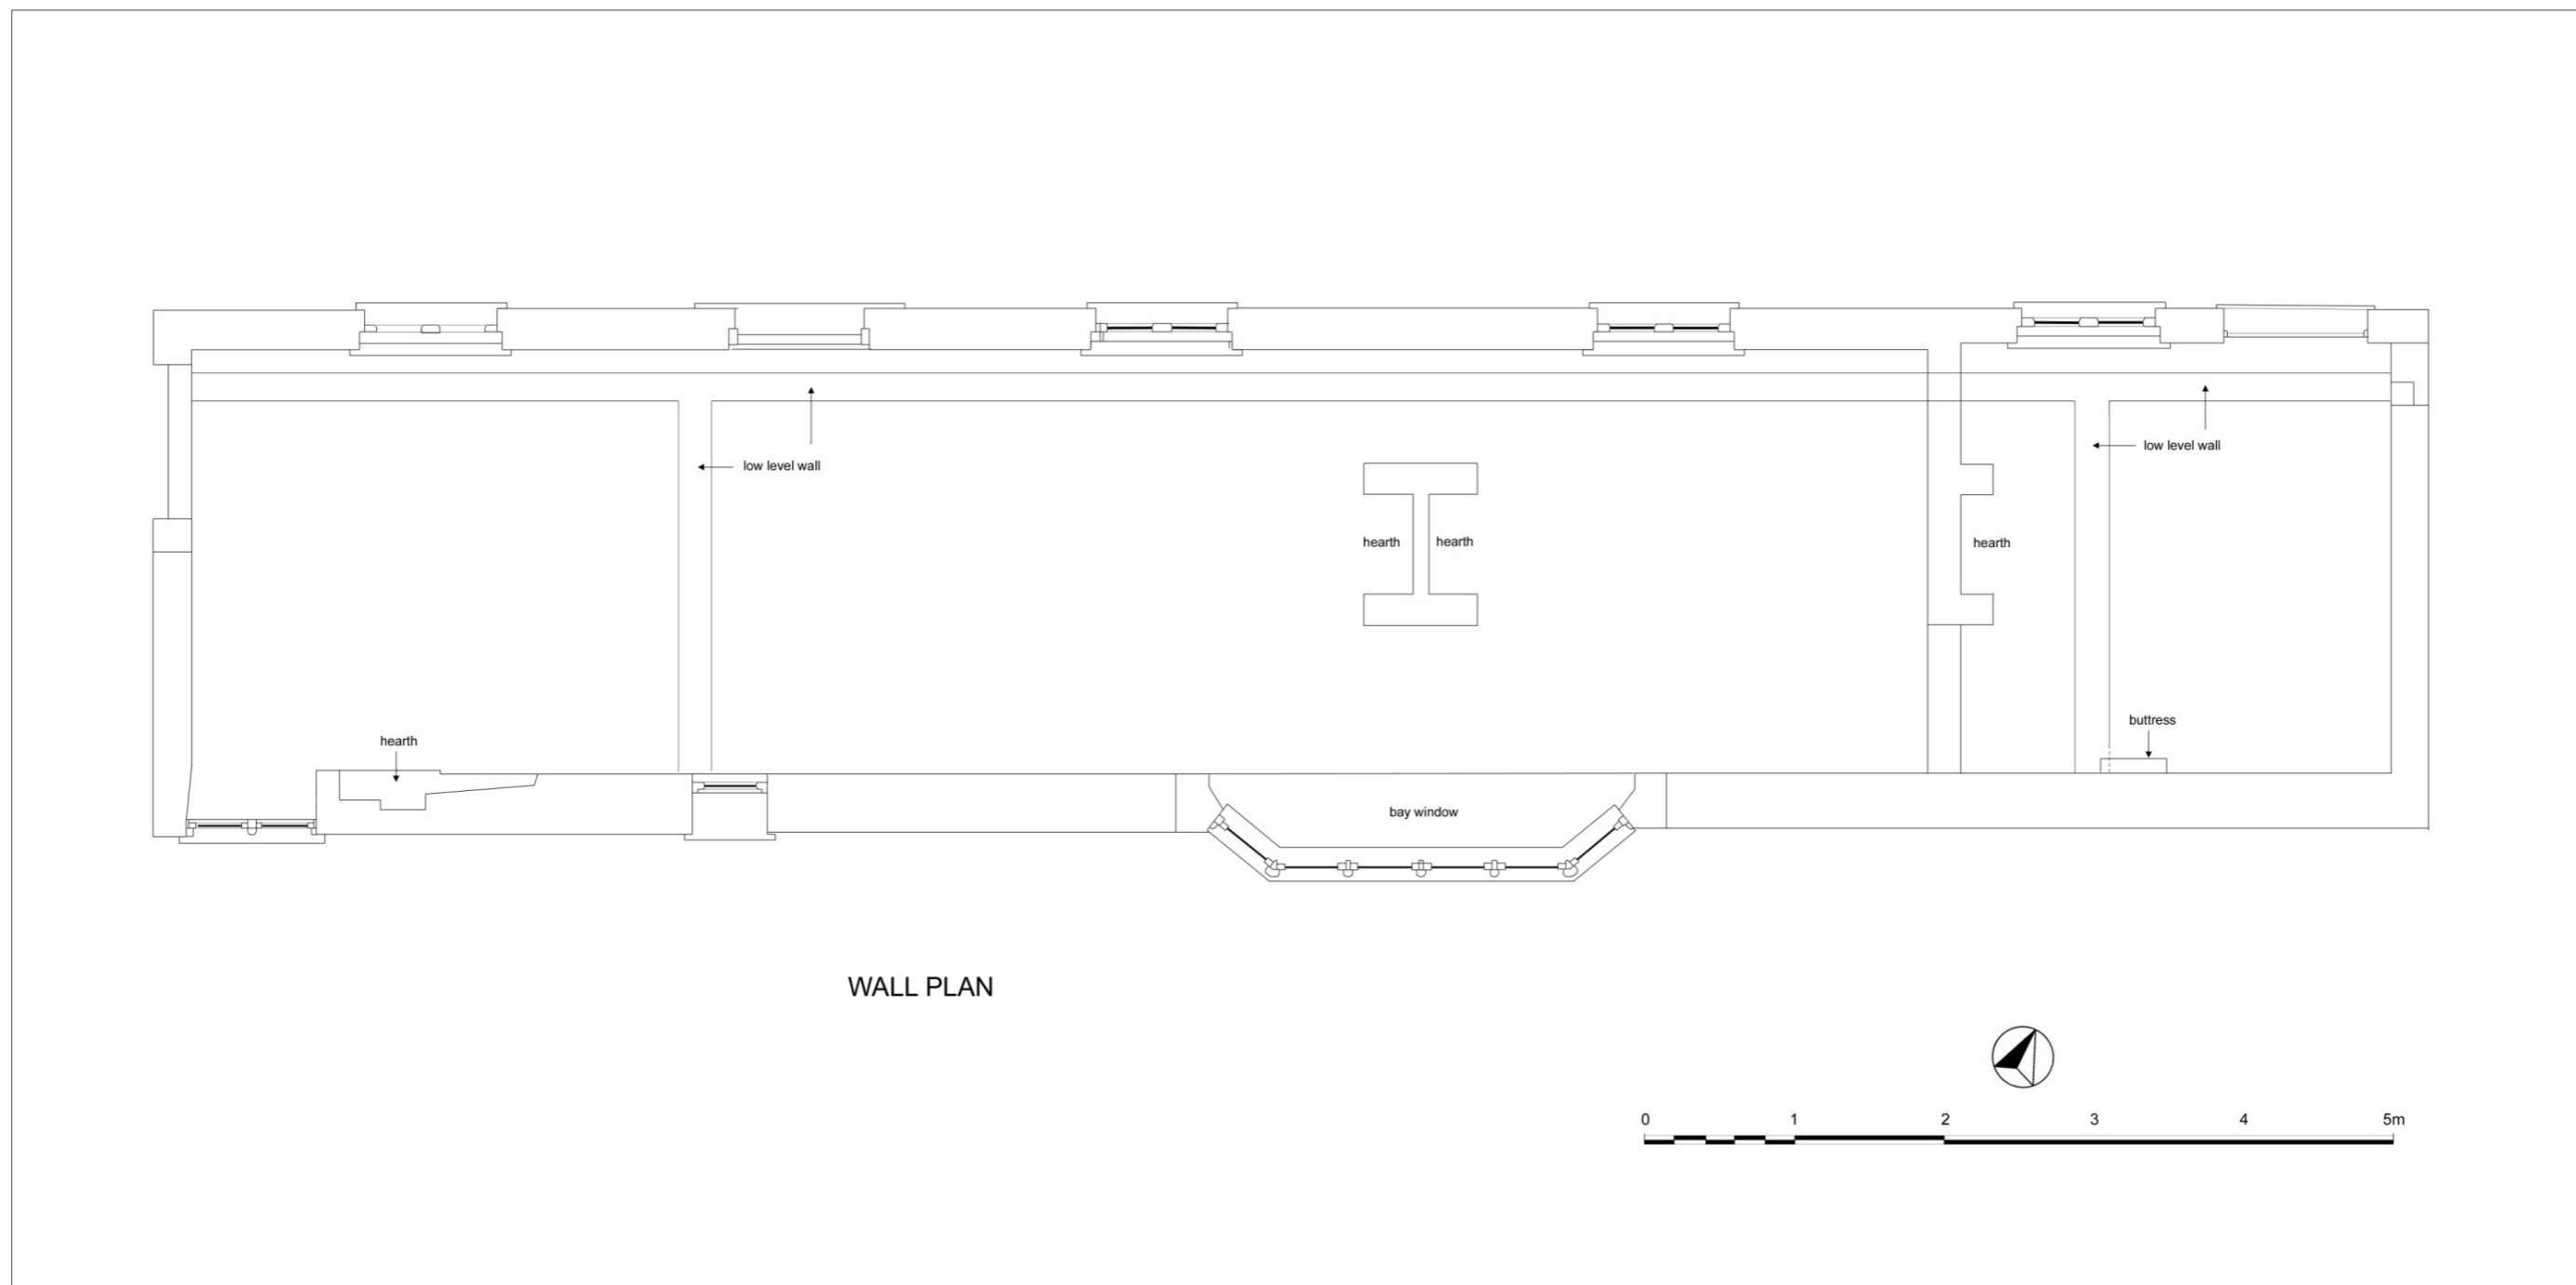 low level wall
low level wall
hearth
hearth
hearth
buttress
hearth
bay window
WALL PLAN
0 1 2 3 4 5m